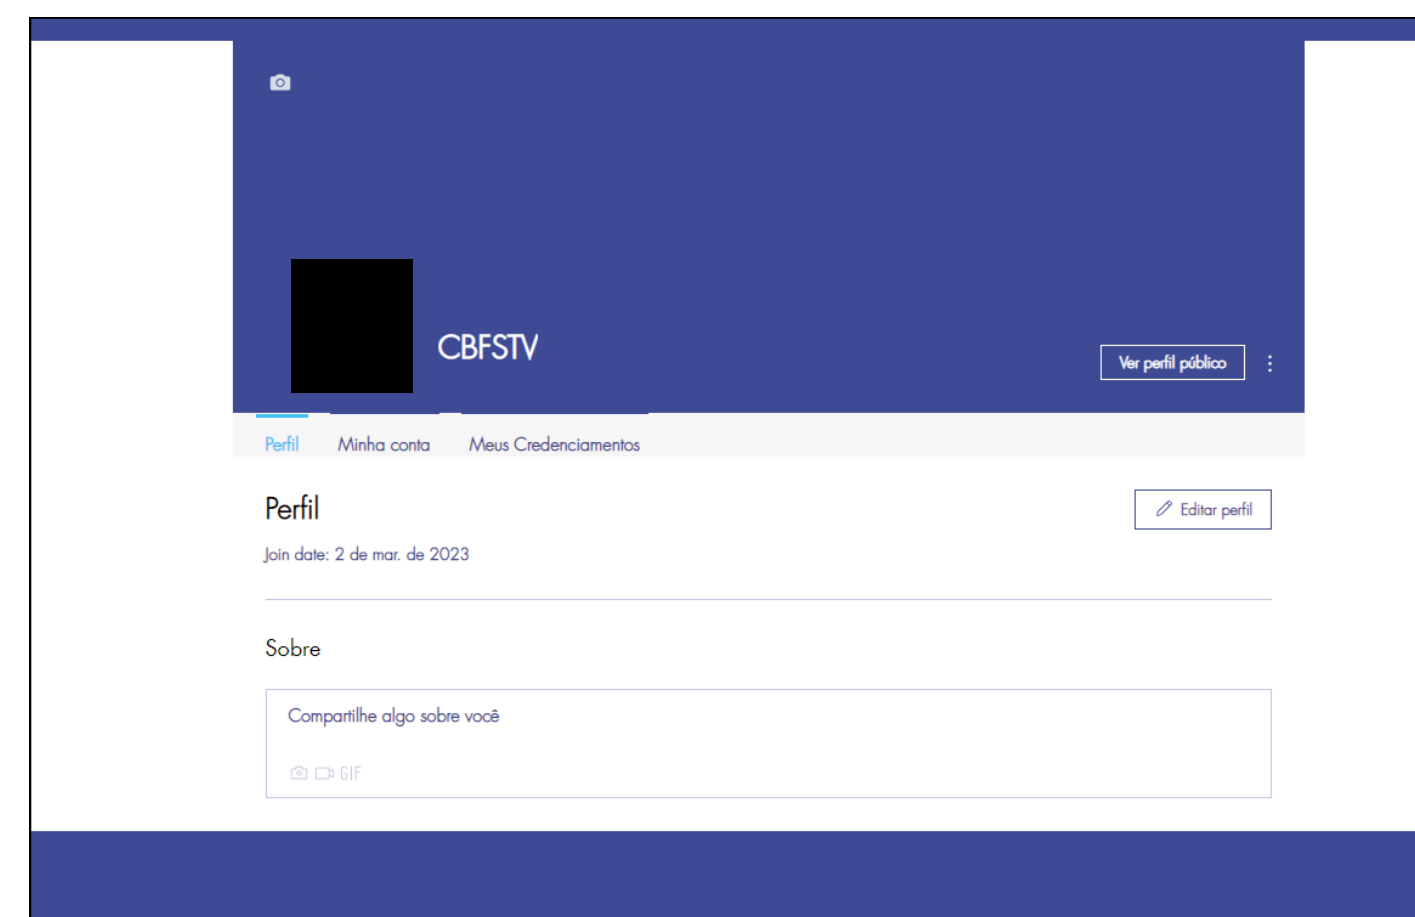 CBFSTV
Ver perfil público
Perfil Minha conta Meus Credenciamentos
Perfil
Editar perfil
Join date: 2 de mar. de 2023
Sobre
Compartilhe algo sobre você
GIF